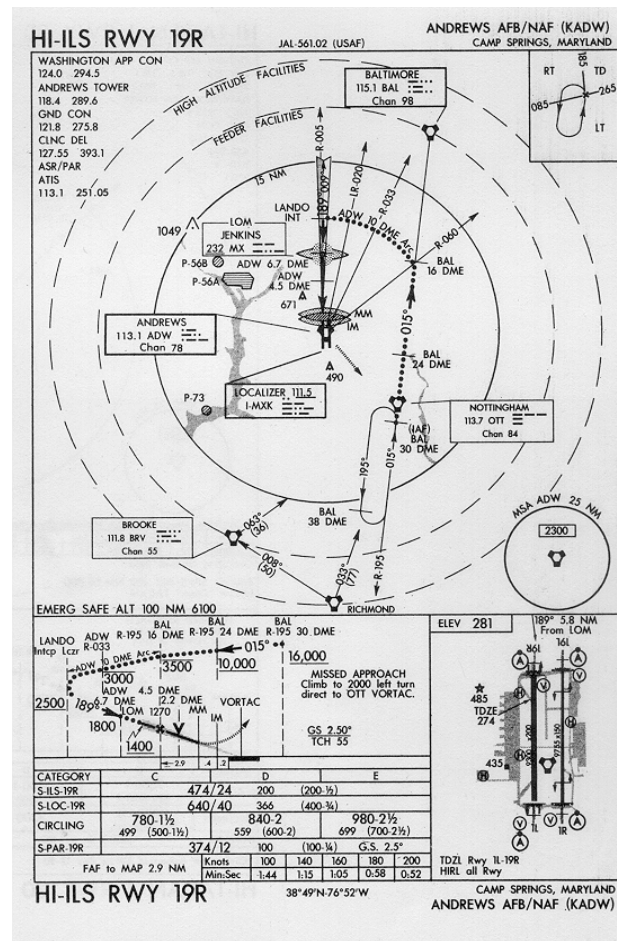 HI-ILS RWY 19R
JAL-561.02 (USAF)
ANDREWS AFB/NAF (KADW)
CAMP SPRINGS, MARYLAND
WASHINGTON APP CON
124.0 294.5
ANDREWS TOWER
118.4 289.6
GND CON
121.8 275.8
CLNC DEL
127.55 393.1
ASR/PAR
ATIS
113.1 251.05
HIGH ALTITUDE FACILITIES
FEEDER FACILITIES
15 NM
BALTIMORE
115.1 BAL
Chan 98
RT
TD
LT
185
085
265
R-005
189°
009
LR-020
R-033
R-060
LANDO
INT
ADW 10 DME Arc
1049
LOM
JENKINS
232 MX
P-56B
ADW 6.7 DME
P-56A
ADW
4.5 DME
671
BAL
16 DME
015°
MM
IM
ANDREWS
113.1 ADW
Chan 78
490
BAL
24 DME
LOCALIZER 111.5
I-MXK
P-73
NOTTINGHAM
113.7 OTT
Chan 84
(IAF)
BAL
30 DME
195°
015°
BAL
38 DME
R-195
BROOKE
111.8 BRV
Chan 55
063°
(36)
008°
(50)
033°
(77)
RICHMOND
MSA ADW 25 NM
2300
EMERG SAFE ALT 100 NM 6100
LANDO
Intcp Lczr
ADW
R-033
BAL
R-195 16 DME
BAL
R-195 24 DME
BAL
R-195 30 DME
ADW 10 DME Arc
015°
16,000
10,000
3500
3000
2500
189°
ADW 4.5 DME
6.7 DME
2.2 DME
LOM 1270
MM
IM
VORTAC
1800
1400
2.9
.4
.2
MISSED APPROACH
Climb to 2000 left turn
direct to OTT VORTAC.
GS 2.50°
TCH 55
ELEV 281
189° 5.8 NM
From LOM
19R
19L
A
V
H
485
TDZE
274
435
9300 x200
9755 x150
1L
1R
TDZL Rwy 1L-19R
HIRL all Rwy
CATEGORY C D E
S-ILS-19R 474/24 200 (200-½)
S-LOC-19R 640/40 366 (400-¾)
CIRCLING 780-1½ 840-2 980-2½
499 (500-1½) 559 (600-2) 699 (700-2½)
S-PAR-19R 374/12 100 (100-¼) G.S. 2.5°
FAF to MAP 2.9 NM
Knots 100 140 160 180 200
Min:Sec 1:44 1:15 1:05 0:58 0:52
HI-ILS RWY 19R
38°49'N-76°52'W
CAMP SPRINGS, MARYLAND
ANDREWS AFB/NAF (KADW)